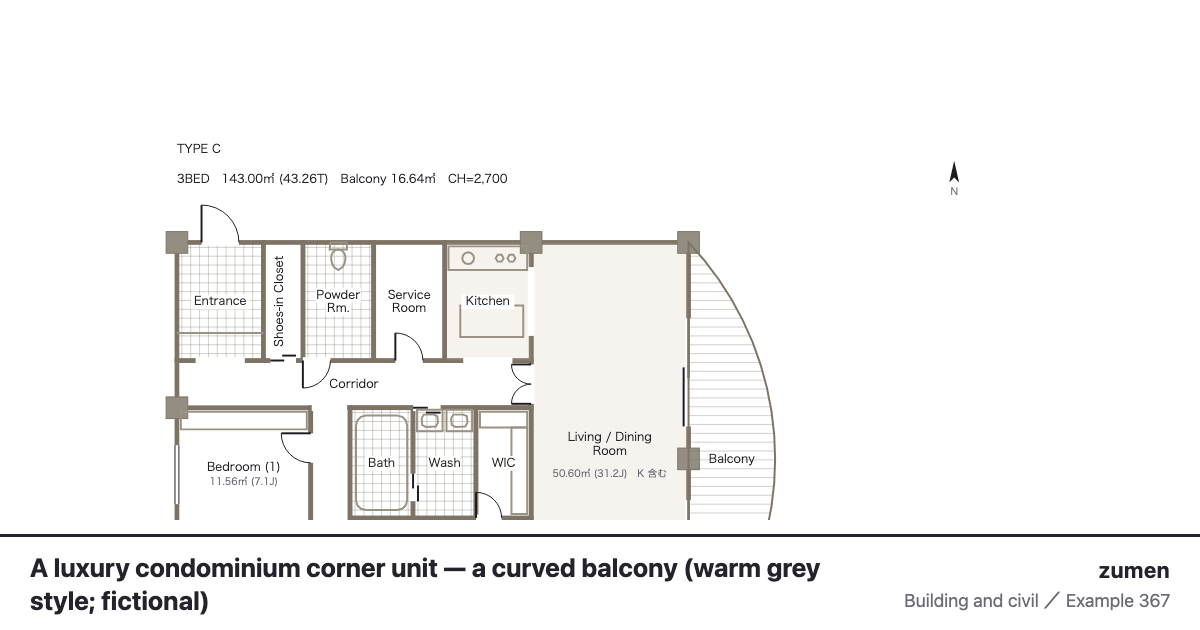 TYPE C
3BED 143.00㎡ (43.26T) Balcony 16.64㎡ CH=2,700
N
Entrance
Shoes-in Closet
Powder
Rm.
Service
Room
Kitchen
Corridor
Living / Dining
Room
50.60㎡ (31.2J) K 含む
Balcony
Bedroom (1)
11.56㎡ (7.1J)
Bath
Wash
WIC
A luxury condominium corner unit — a curved balcony (warm grey
style; fictional)
zumen
Building and civil ／ Example 367